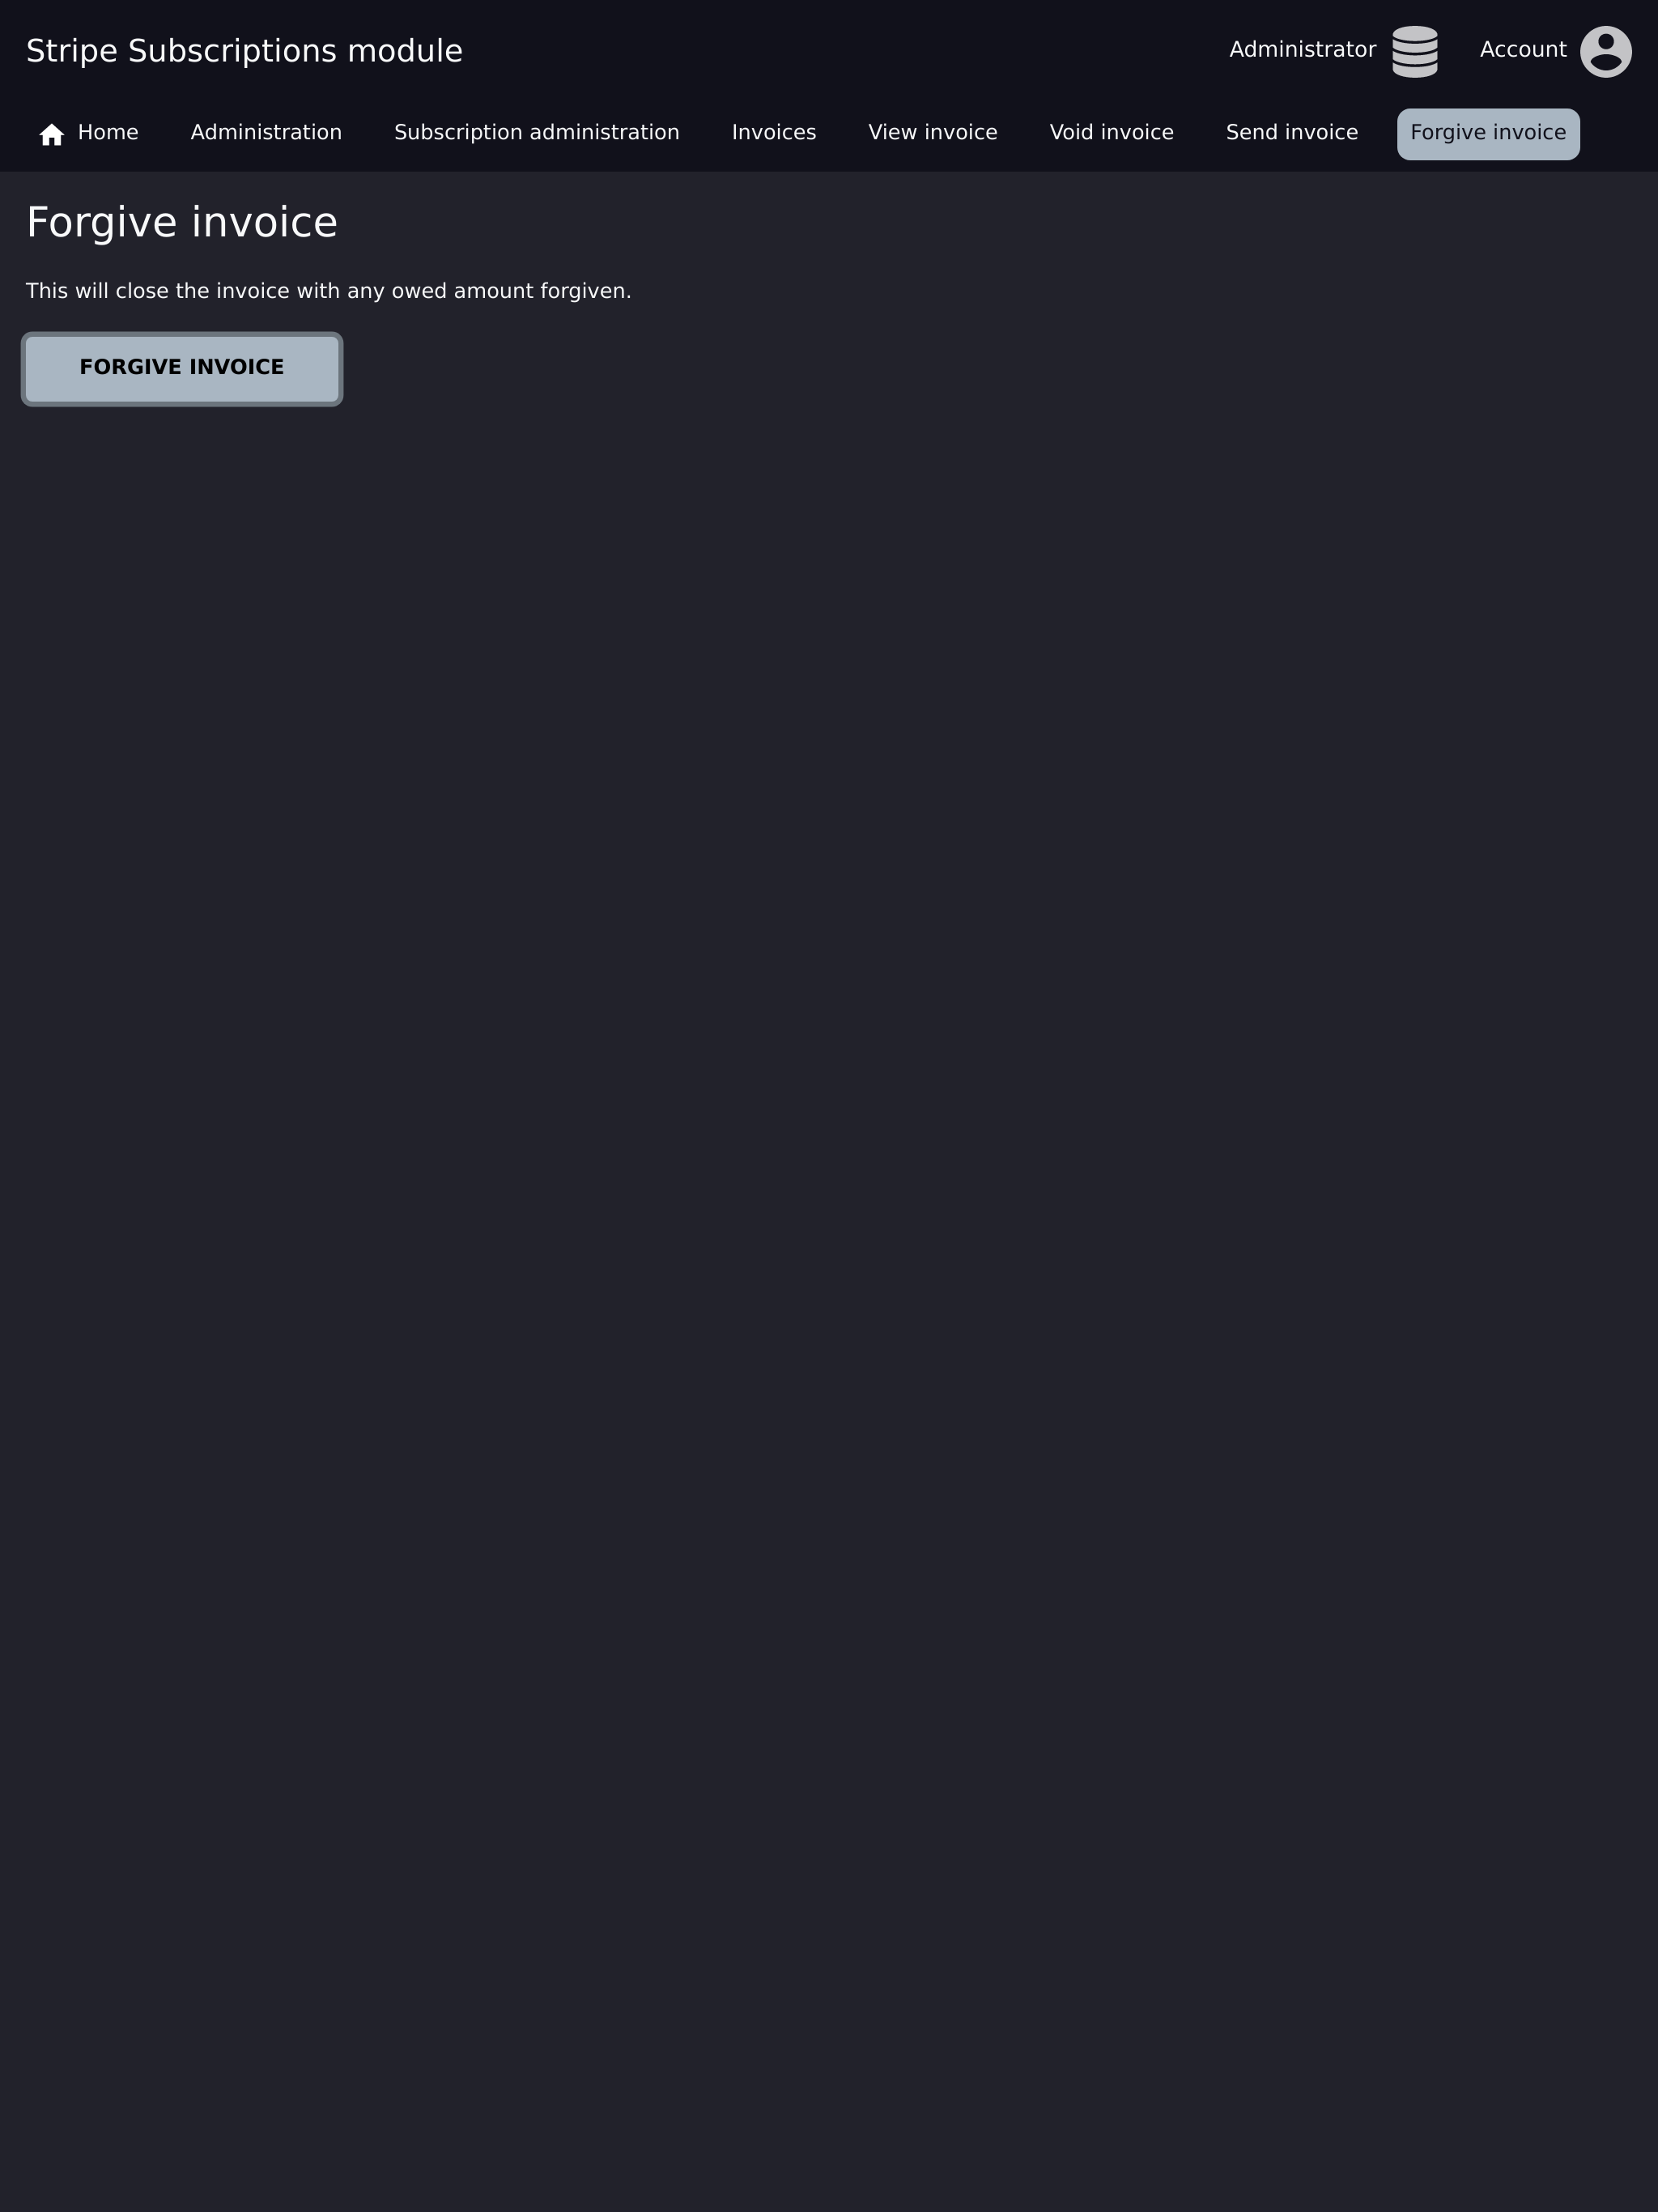 Stripe Subscriptions module
Administrator
Account
Home
Administration
Subscription administration
Invoices
View invoice
Void invoice
Send invoice
Forgive invoice
Forgive invoice
This will close the invoice with any owed amount forgiven.
FORGIVE INVOICE